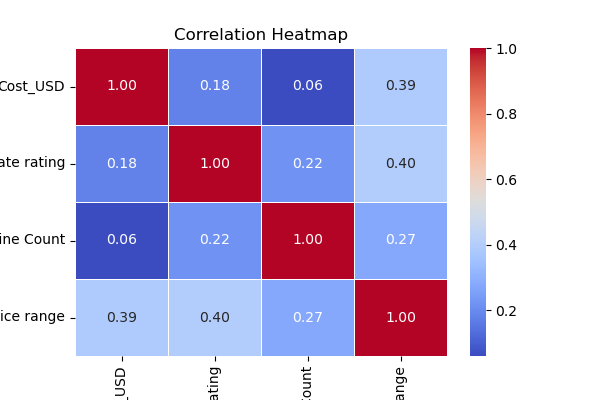 Correlation Heatmap
Cost_USD 1.00 0.18 0.06 0.39
ate rating 0.18 1.00 0.22 0.40
ine Count 0.06 0.22 1.00 0.27
ice range 0.39 0.40 0.27 1.00
_USD ating ount ange
1.0
0.8
0.6
0.4
0.2